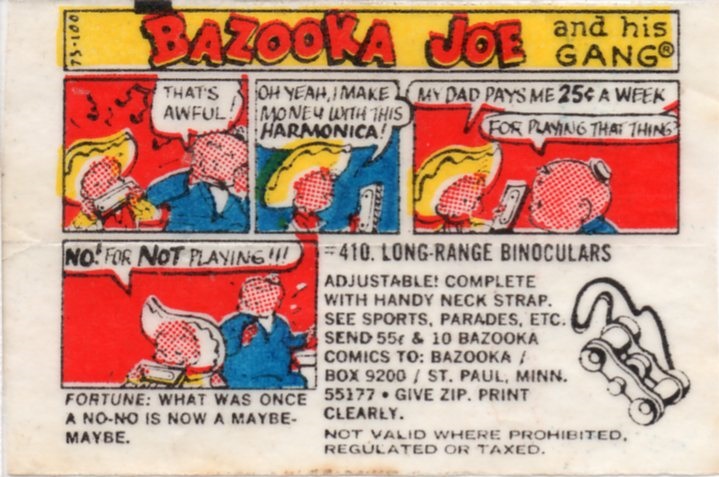 75-100
BAZOOKA JOE
and his
GANG®
THAT'S
AWFUL!
OH YEAH, I MAKE
MONEY WITH THIS
HARMONICA!
MY DAD PAYS ME 25¢ A WEEK
FOR PLAYING THAT THING?
NO! FOR NOT PLAYING!!!
FORTUNE: WHAT WAS ONCE
A NO-NO IS NOW A MAYBE-
MAYBE.
#410. LONG-RANGE BINOCULARS
ADJUSTABLE! COMPLETE
WITH HANDY NECK STRAP.
SEE SPORTS, PARADES, ETC.
SEND 55¢ & 10 BAZOOKA
COMICS TO: BAZOOKA /
BOX 9200 / ST. PAUL, MINN.
55177 • GIVE ZIP. PRINT
CLEARLY.
NOT VALID WHERE PROHIBITED,
REGULATED OR TAXED.